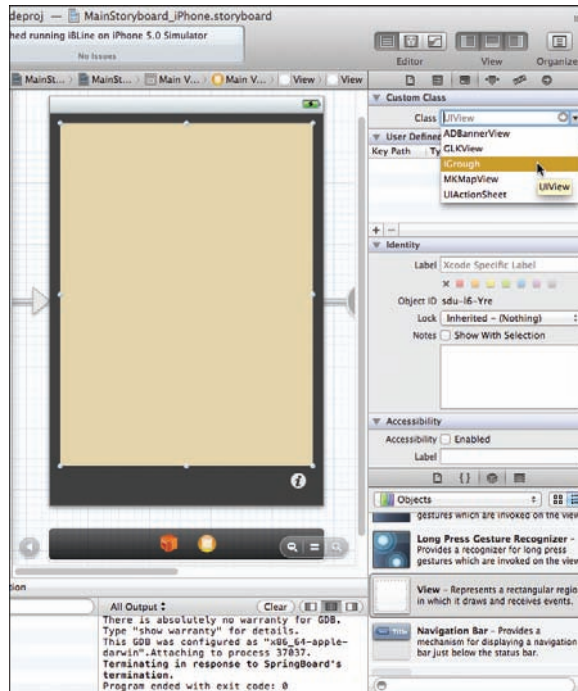 deproj — MainStoryboard_iPhone.storyboard
hed running iBLine on iPhone 5.0 Simulator
No Issues
Editor
View
Organize
MainSt... MainSt... Main V... Main V... View View
Custom Class
Class UIView
ADBannerView
GLKView
iGrough
MKMapView
UIActionSheet
UIView
User Define
Key Path Ty
+ −
Identity
Label Xcode Specific Label
Object ID sdu-l6-Yre
Lock Inherited - (Nothing)
Notes Show With Selection
Accessibility
Accessibility Enabled
Label
Objects
gestures which are invoked on the view
Long Press Gesture Recognizer -
Provides a recognizer for long press
gestures which are invoked on the view
View - Represents a rectangular regio
in which it draws and receives events.
Title
Navigation Bar - Provides a
mechanism for displaying a navigation
bar just below the status bar.
tion
All Output
Clear
There is absolutely no warranty for GDB.
Type "show warranty" for details.
This GDB was configured as "x86_64-apple-
darwin".Attaching to process 37037.
Terminating in response to SpringBoard's
termination.
Program ended with exit code: 0